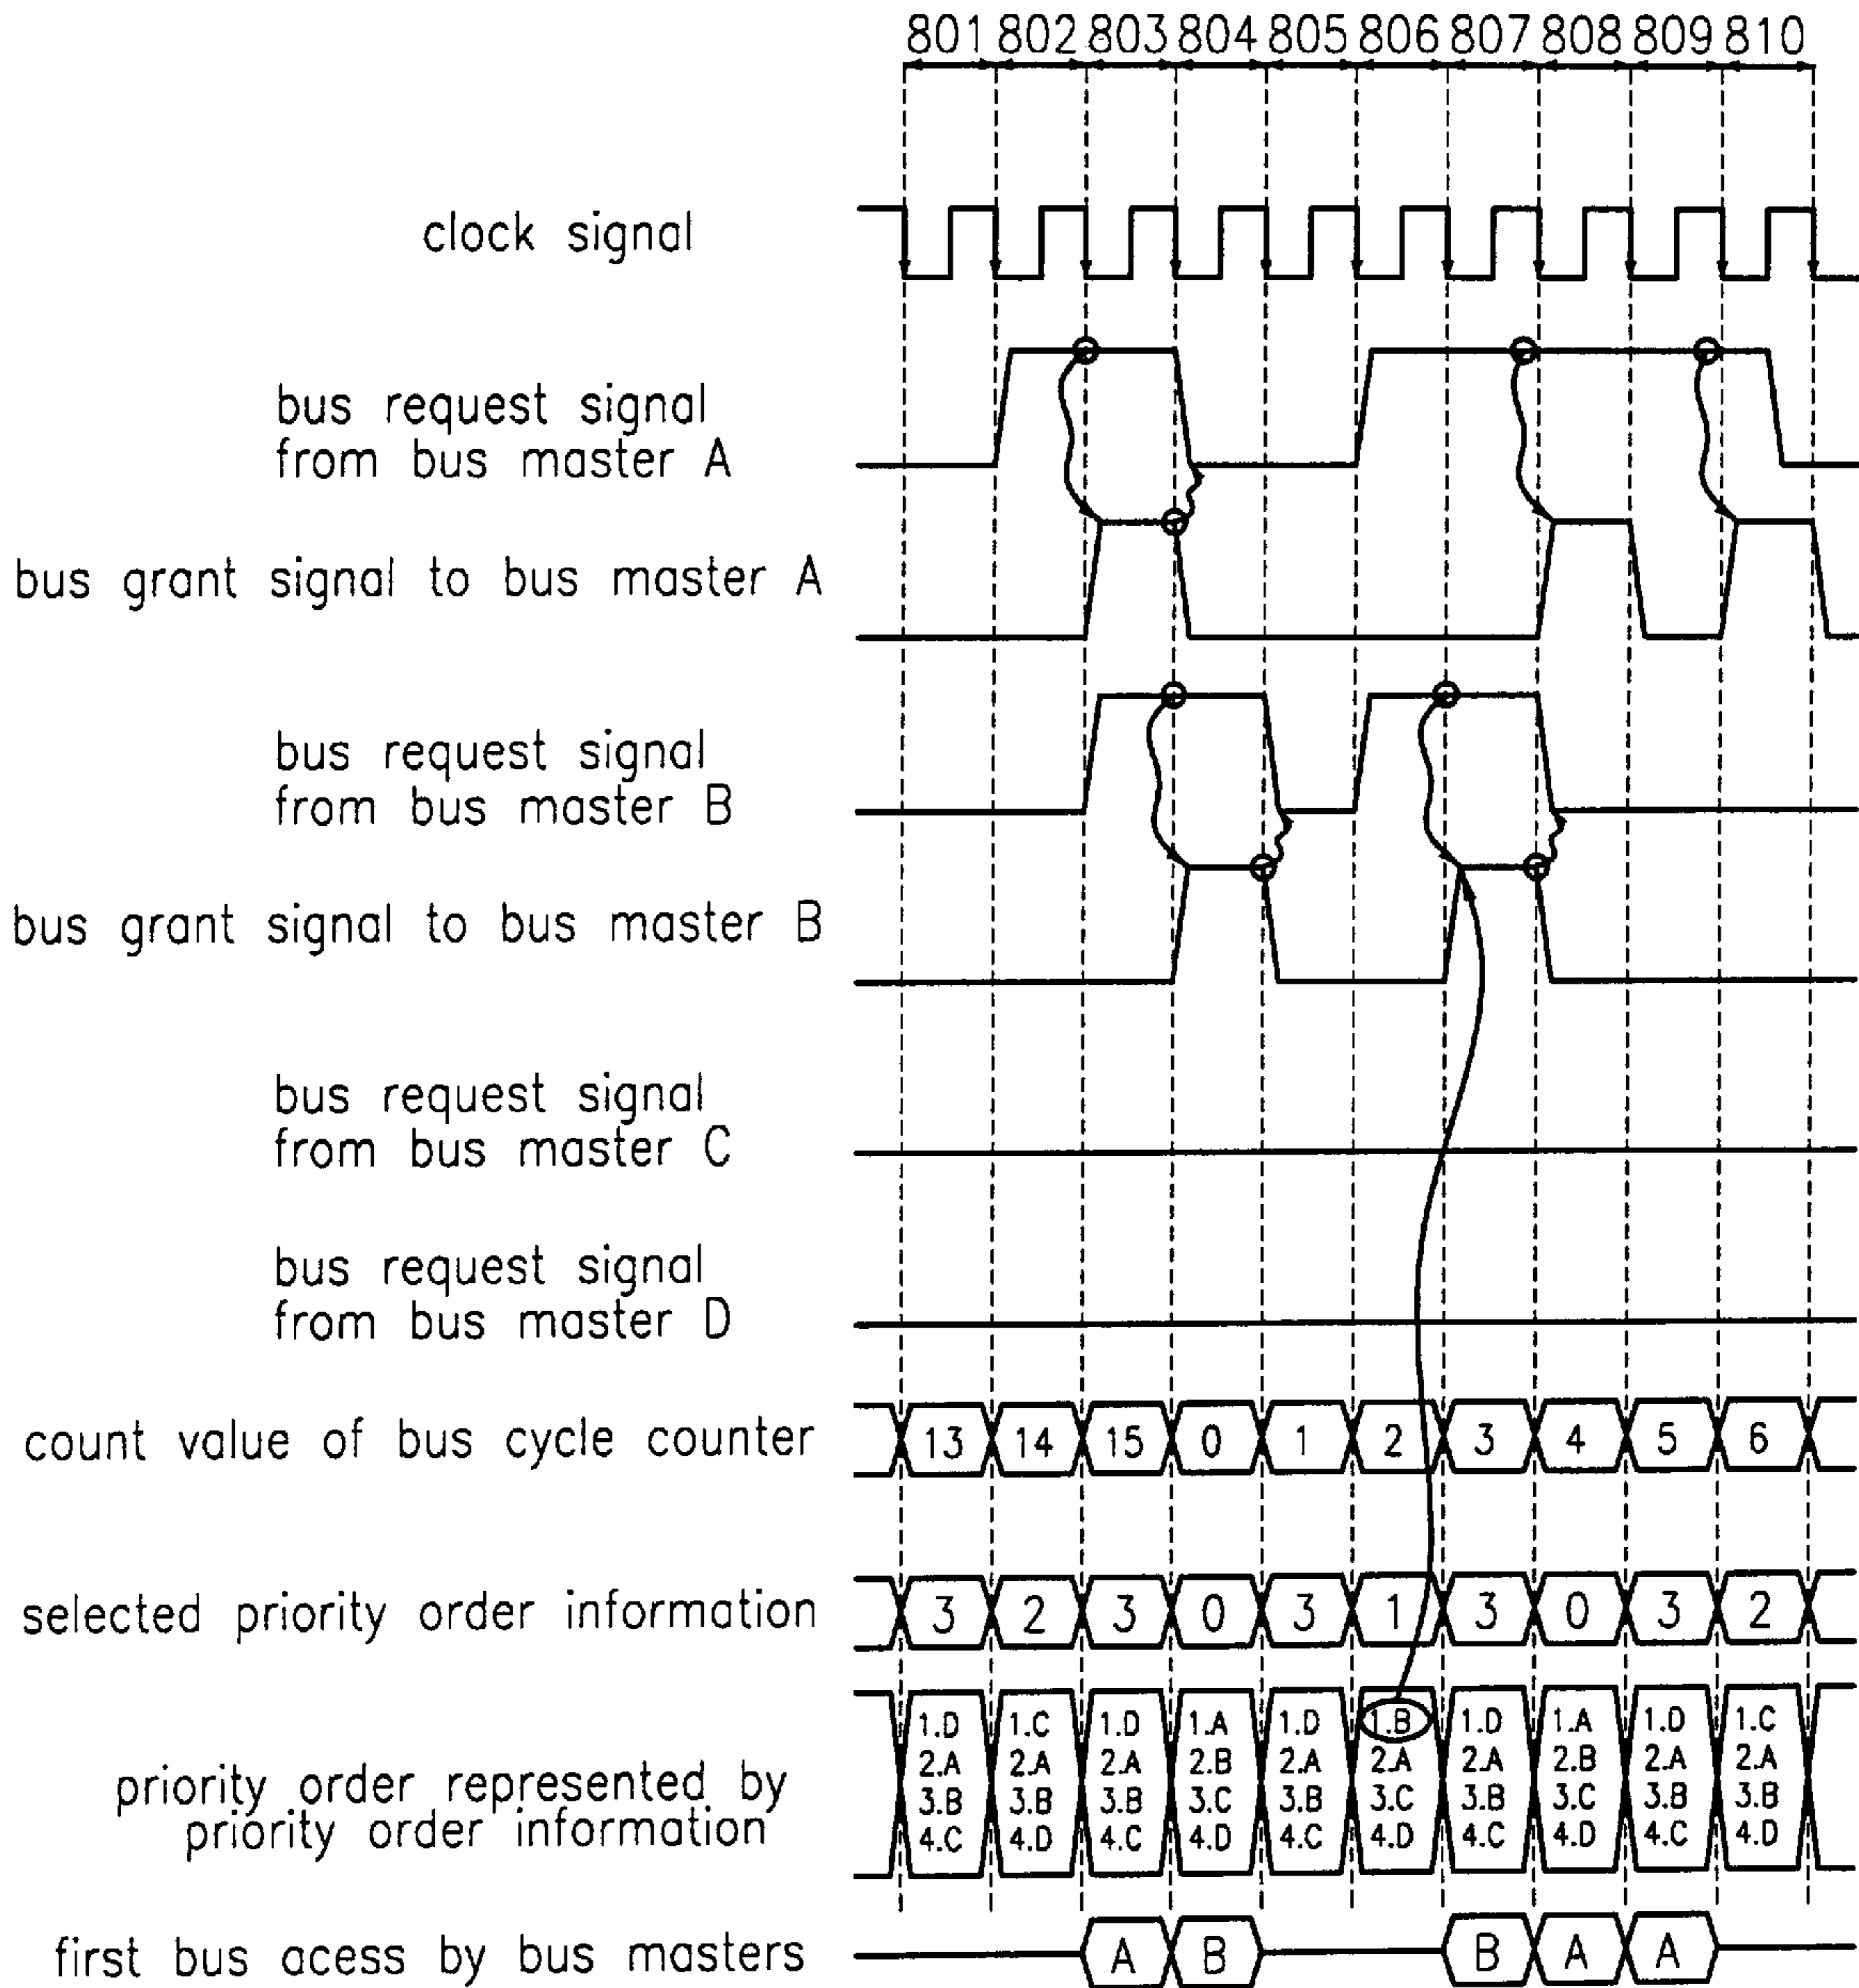 801 802 803 804 805 806 807 808 809 810
clock signal
bus request signal
from bus master A
bus grant signal to bus master A
bus request signal
from bus master B
bus grant signal to bus master B
bus request signal
from bus master C
bus request signal
from bus master D
count value of bus cycle counter
13 14 15 0 1 2 3 4 5 6
selected priority order information
3 2 3 0 3 1 3 0 3 2
priority order represented by
priority order information
1.D 1.C 1.D 1.A 1.D 1.B 1.D 1.A 1.D 1.C
2.A 2.A 2.A 2.B 2.A 2.A 2.A 2.B 2.A 2.A
3.B 3.B 3.B 3.C 3.B 3.C 3.B 3.C 3.B 3.B
4.C 4.D 4.C 4.D 4.C 4.D 4.C 4.D 4.C 4.D
first bus acess by bus masters
A B B A A